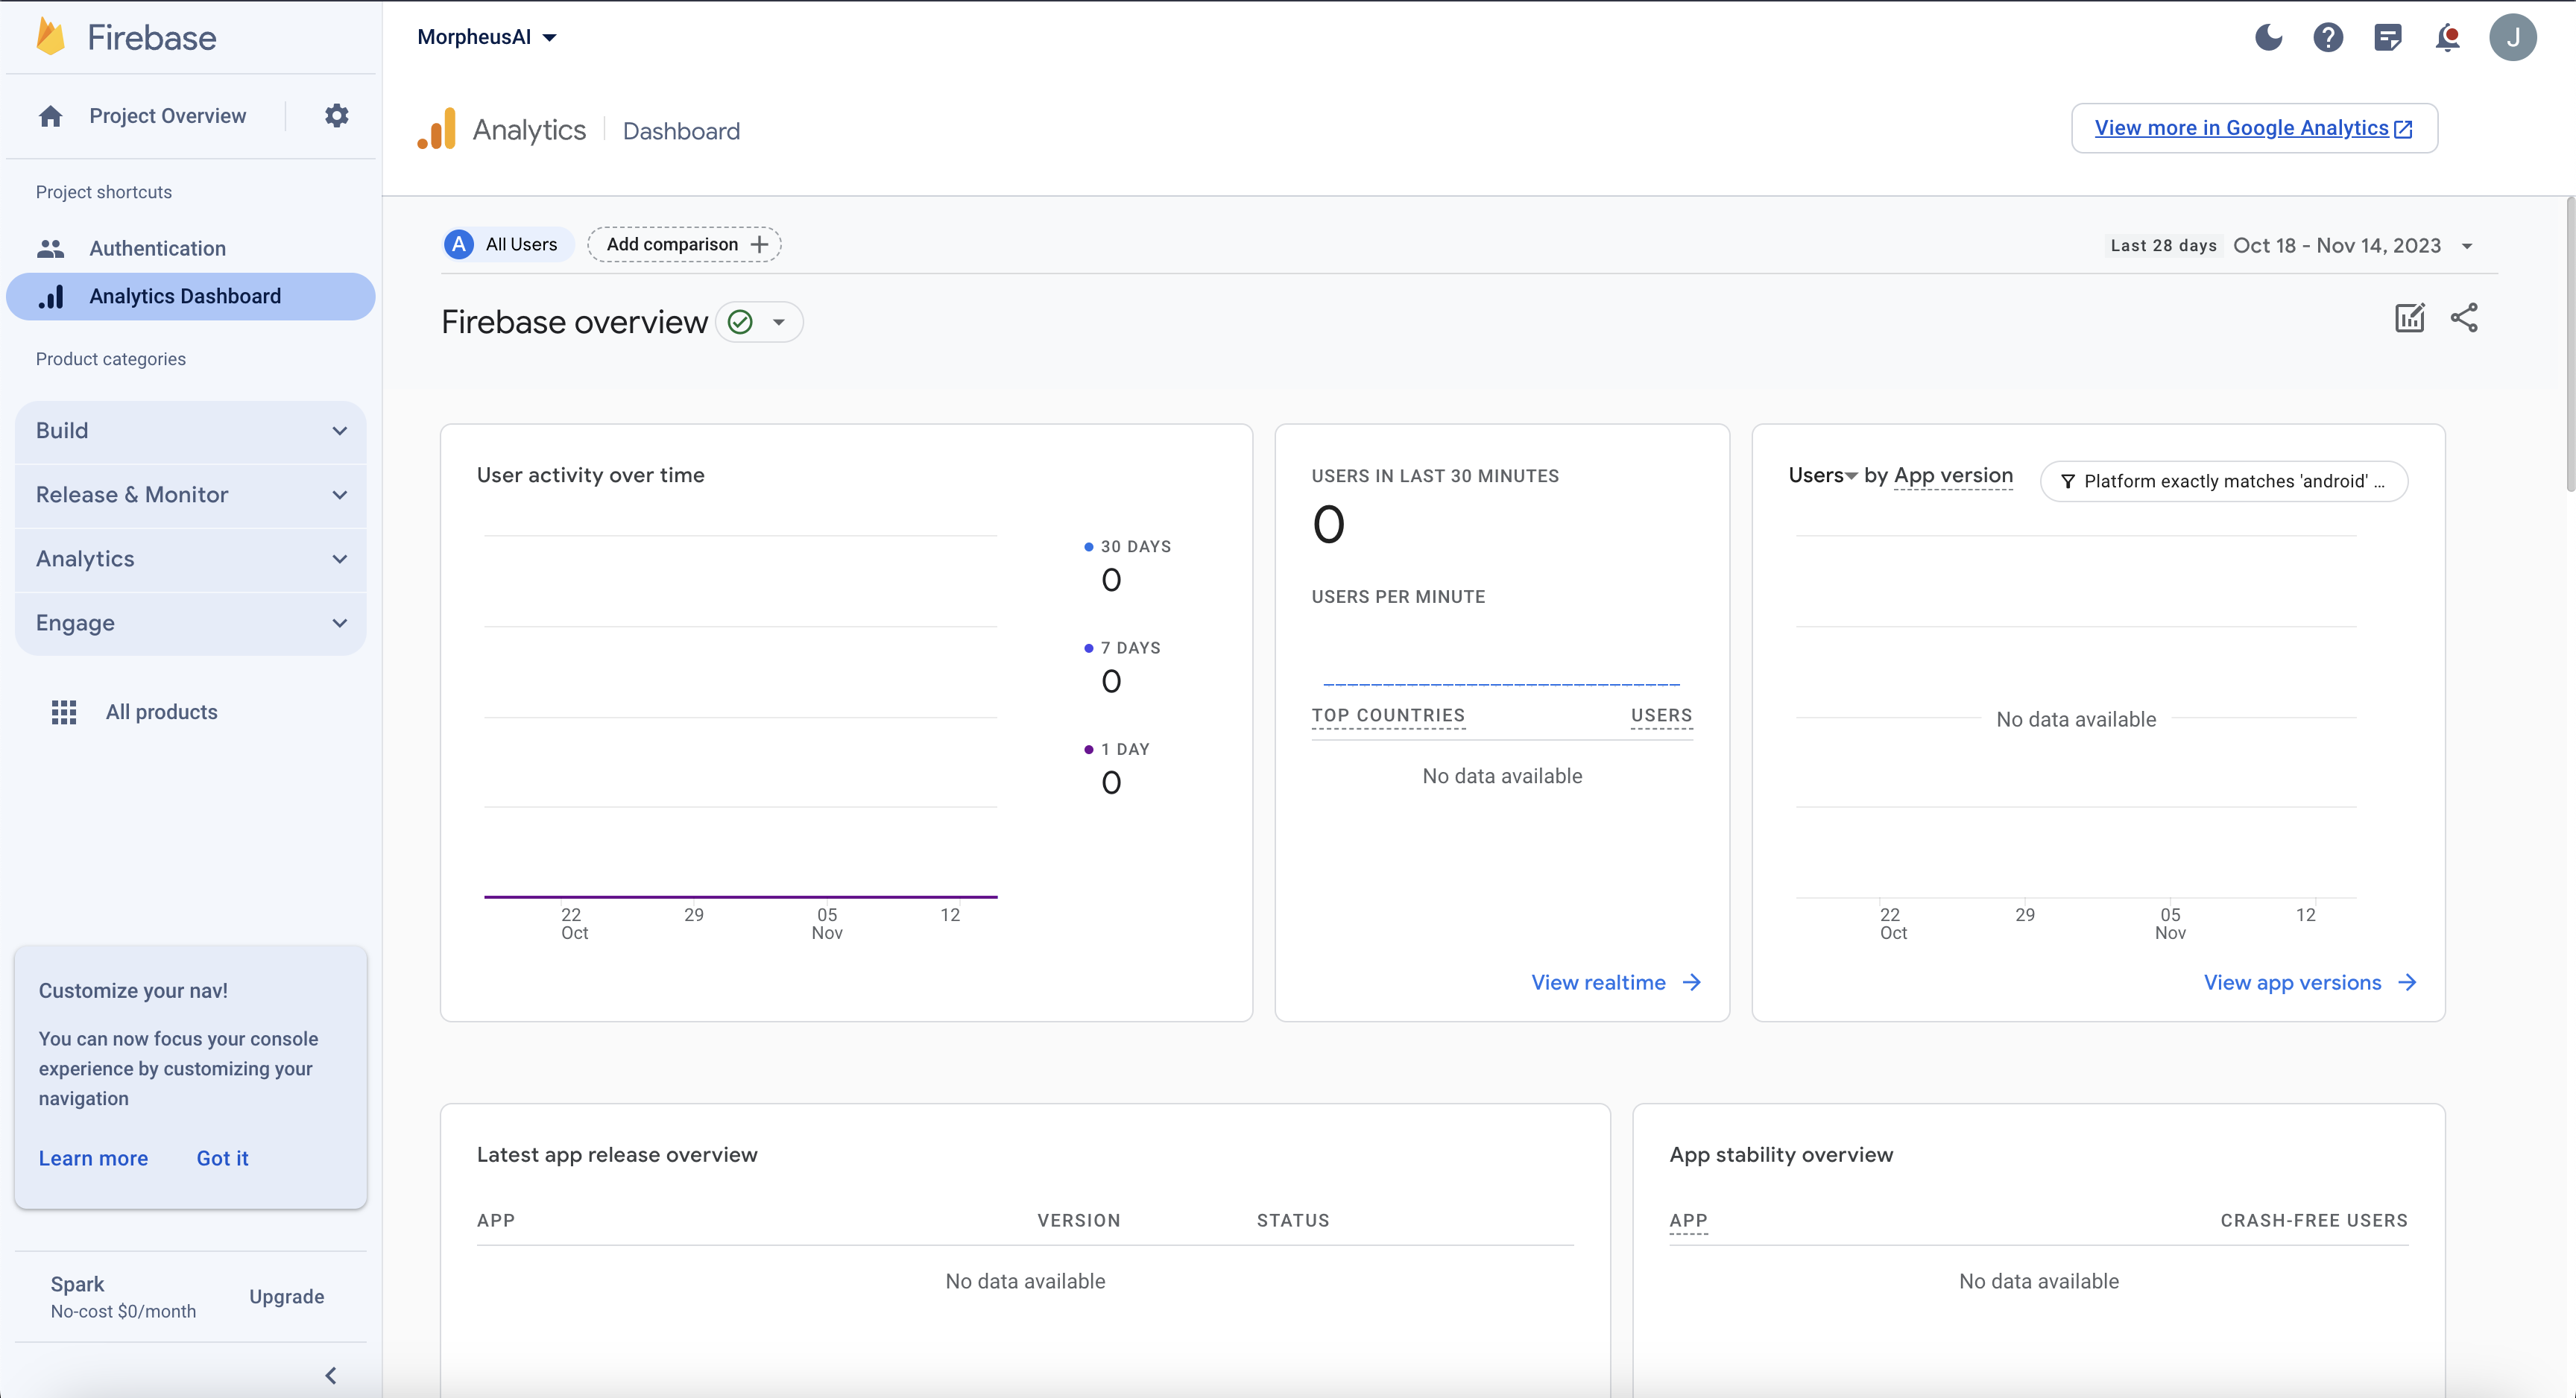 Firebase
MorpheusAI
J
Project Overview
Analytics
Dashboard
View more in Google Analytics
Project shortcuts
Authentication
Analytics Dashboard
Product categories
Build
Release & Monitor
Analytics
Engage
All products
Customize your nav!
You can now focus your console
experience by customizing your
navigation
Learn more
Got it
Spark
No-cost $0/month
Upgrade
A
All Users
Add comparison
Last 28 days
Oct 18 - Nov 14, 2023
Firebase overview
User activity over time
30 DAYS
0
7 DAYS
0
1 DAY
0
22
Oct
29
05
Nov
12
USERS IN LAST 30 MINUTES
0
USERS PER MINUTE
TOP COUNTRIES
USERS
No data available
View realtime
Users by App version
Platform exactly matches 'android' ...
No data available
22
Oct
29
05
Nov
12
View app versions
Latest app release overview
APP
VERSION
STATUS
No data available
App stability overview
APP
CRASH-FREE USERS
No data available